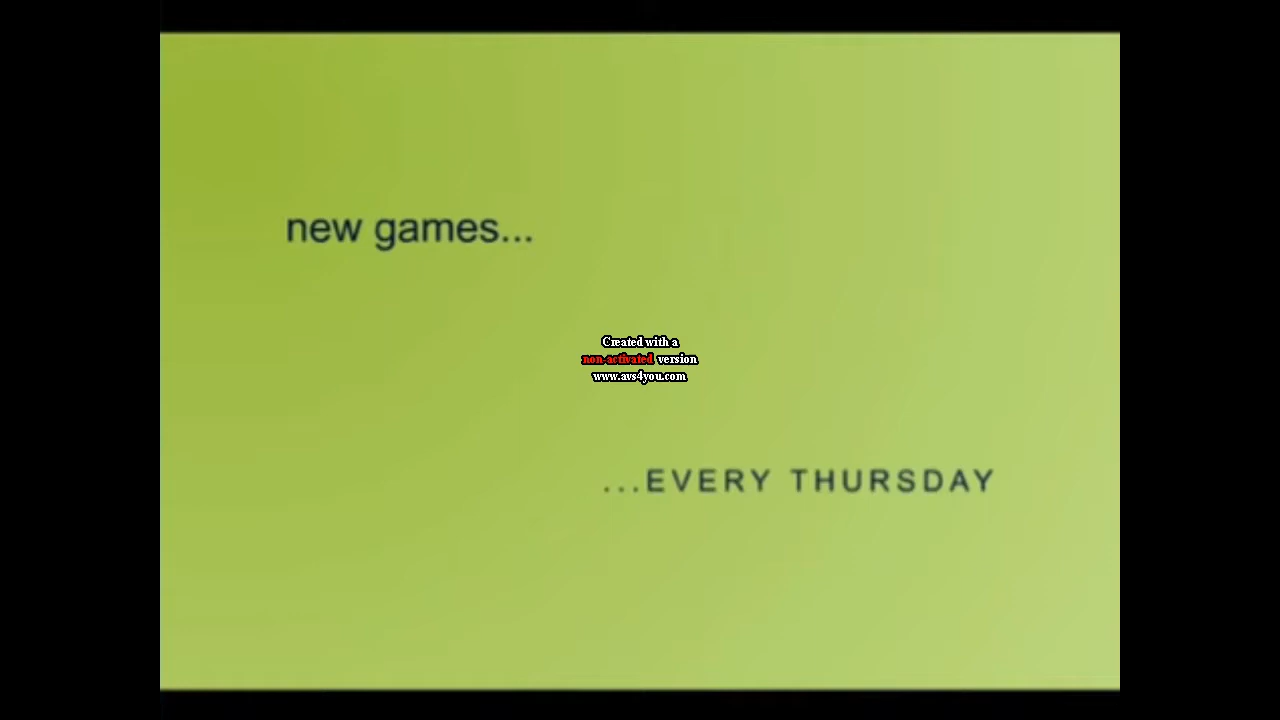 new games...
Created with a
non-activated version
www.avs4you.com
...EVERY THURSDAY